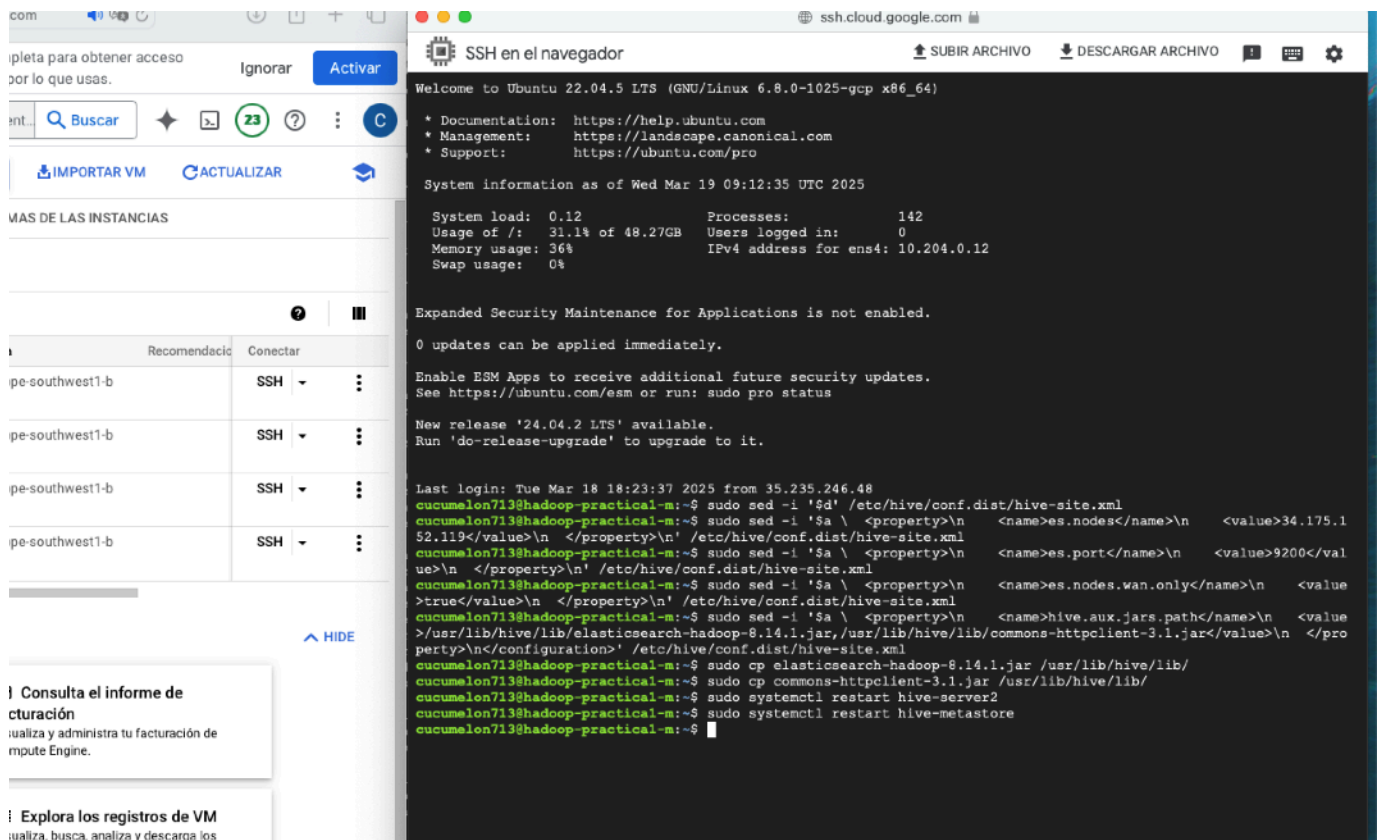 com
pleta para obtener acceso
por lo que usas.
Ignorar
Activar
ent...
Buscar
23
C
IMPORTAR VM
ACTUALIZAR
MAS DE LAS INSTANCIAS
Recomendacio
Conectar
pe-southwest1-b
SSH
pe-southwest1-b
SSH
pe-southwest1-b
SSH
pe-southwest1-b
SSH
HIDE
Consulta el informe de
cturación
sualiza y administra tu facturación de
mpute Engine.
Explora los registros de VM
sualiza, busca, analiza y descarga los
ssh.cloud.google.com
SSH en el navegador
SUBIR ARCHIVO
DESCARGAR ARCHIVO
Welcome to Ubuntu 22.04.5 LTS (GNU/Linux 6.8.0-1025-gcp x86_64)
* Documentation: https://help.ubuntu.com
* Management: https://landscape.canonical.com
* Support: https://ubuntu.com/pro
System information as of Wed Mar 19 09:12:35 UTC 2025
System load: 0.12 Processes: 142
Usage of /: 31.1% of 48.27GB Users logged in: 0
Memory usage: 36% IPv4 address for ens4: 10.204.0.12
Swap usage: 0%
Expanded Security Maintenance for Applications is not enabled.
0 updates can be applied immediately.
Enable ESM Apps to receive additional future security updates.
See https://ubuntu.com/esm or run: sudo pro status
New release '24.04.2 LTS' available.
Run 'do-release-upgrade' to upgrade to it.
Last login: Tue Mar 18 18:23:37 2025 from 35.235.246.48
cucumelon713@hadoop-practica1-m:~$ sudo sed -i '$d' /etc/hive/conf.dist/hive-site.xml
cucumelon713@hadoop-practica1-m:~$ sudo sed -i '$a \  <property>\n    <name>es.nodes</name>\n    <value>34.175.1
52.119</value>\n  </property>\n' /etc/hive/conf.dist/hive-site.xml
cucumelon713@hadoop-practica1-m:~$ sudo sed -i '$a \  <property>\n    <name>es.port</name>\n    <value>9200</val
ue>\n  </property>\n' /etc/hive/conf.dist/hive-site.xml
cucumelon713@hadoop-practica1-m:~$ sudo sed -i '$a \  <property>\n    <name>es.nodes.wan.only</name>\n    <value
>true</value>\n  </property>\n' /etc/hive/conf.dist/hive-site.xml
cucumelon713@hadoop-practica1-m:~$ sudo sed -i '$a \  <property>\n    <name>hive.aux.jars.path</name>\n    <value
>/usr/lib/hive/lib/elasticsearch-hadoop-8.14.1.jar,/usr/lib/hive/lib/commons-httpclient-3.1.jar</value>\n  </pro
perty>\n</configuration>' /etc/hive/conf.dist/hive-site.xml
cucumelon713@hadoop-practica1-m:~$ sudo cp elasticsearch-hadoop-8.14.1.jar /usr/lib/hive/lib/
cucumelon713@hadoop-practica1-m:~$ sudo cp commons-httpclient-3.1.jar /usr/lib/hive/lib/
cucumelon713@hadoop-practica1-m:~$ sudo systemctl restart hive-server2
cucumelon713@hadoop-practica1-m:~$ sudo systemctl restart hive-metastore
cucumelon713@hadoop-practica1-m:~$